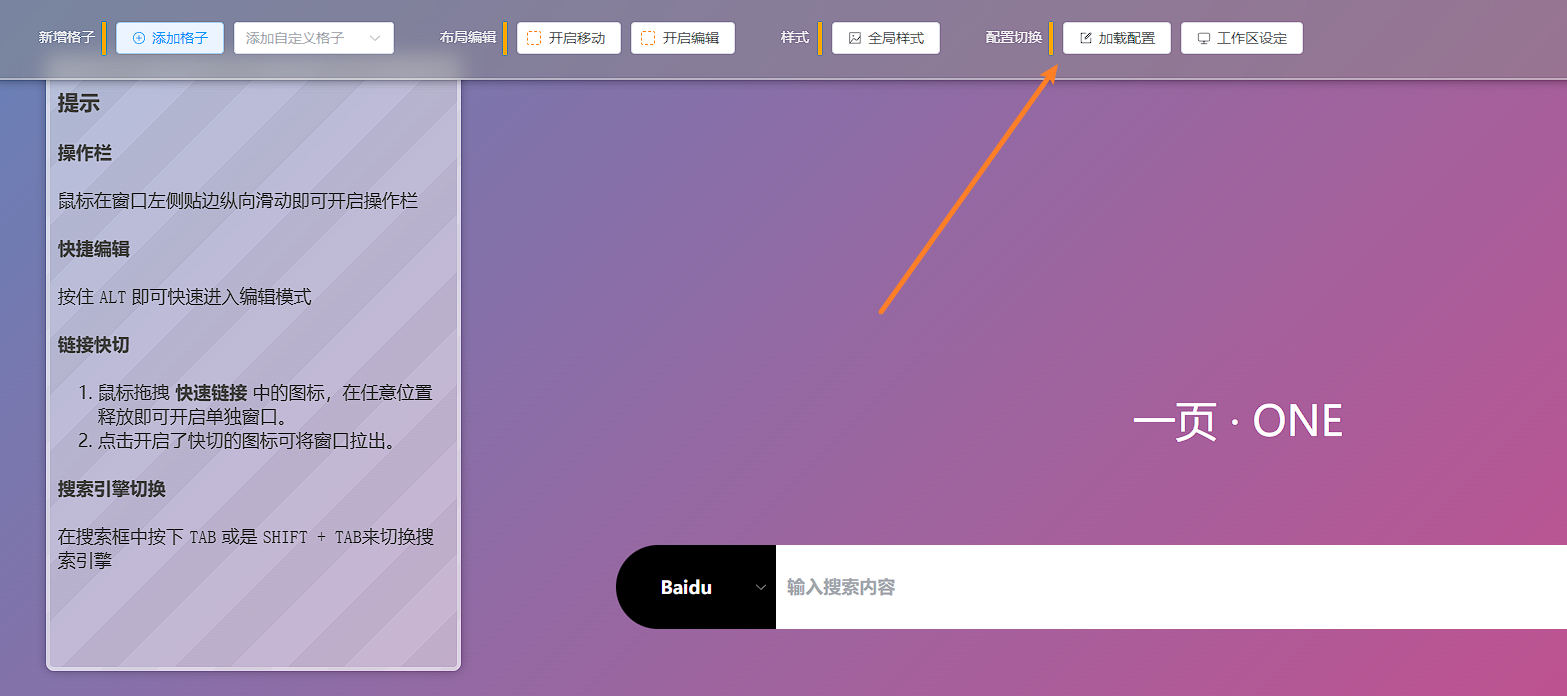 新增格子 添加格子 添加自定义格子 布局编辑 开启移动 开启编辑 样式 全局样式 配置切换 加载配置 工作区设定
提示
操作栏
鼠标在窗口左侧贴边纵向滑动即可开启操作栏
快捷编辑
按住 ALT 即可快速进入编辑模式
链接快切
1. 鼠标拖拽 快速链接 中的图标，在任意位置
释放即可开启单独窗口。
2. 点击开启了快切的图标可将窗口拉出。
搜索引擎切换
在搜索框中按下 TAB 或是 SHIFT + TAB来切换搜
索引擎
一页 · ONE
Baidu 输入搜索内容